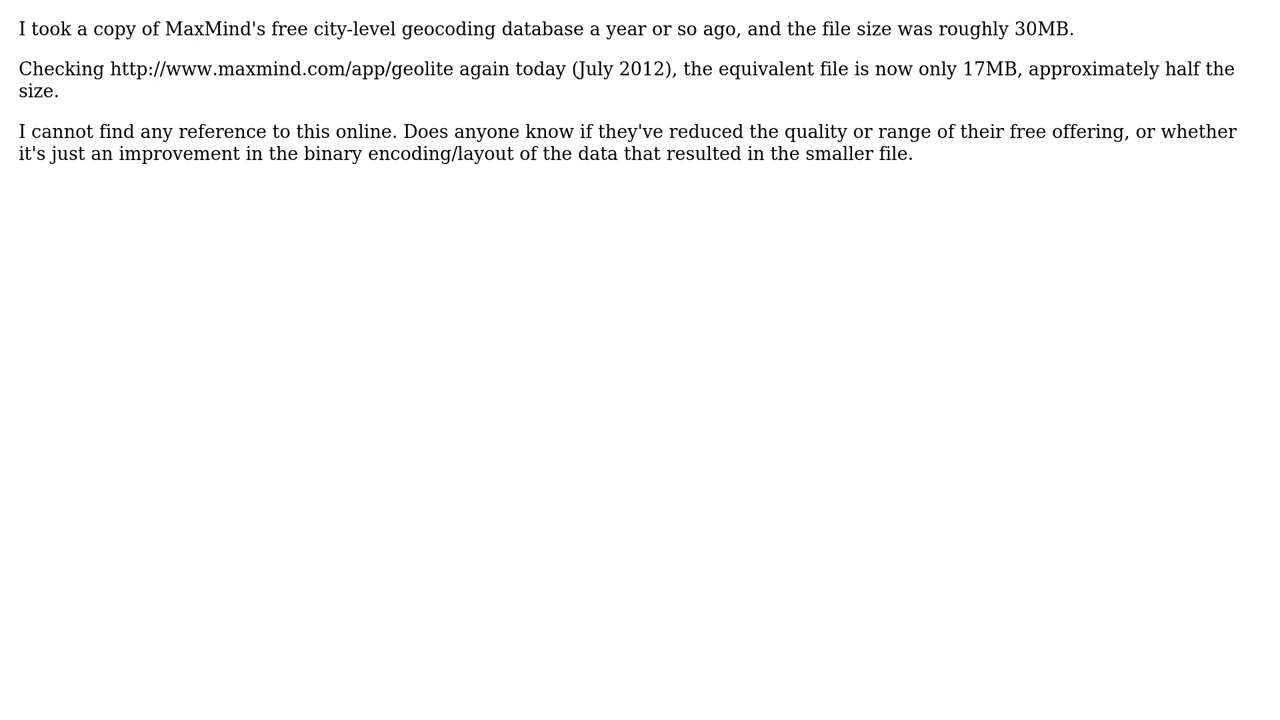 I took a copy of MaxMind's free city-level geocoding database a year or so ago, and the file size was roughly 30MB.
Checking http://www.maxmind.com/app/geolite again today (July 2012), the equivalent file is now only 17MB, approximately half the
size.
I cannot find any reference to this online. Does anyone know if they've reduced the quality or range of their free offering, or whether
it's just an improvement in the binary encoding/layout of the data that resulted in the smaller file.